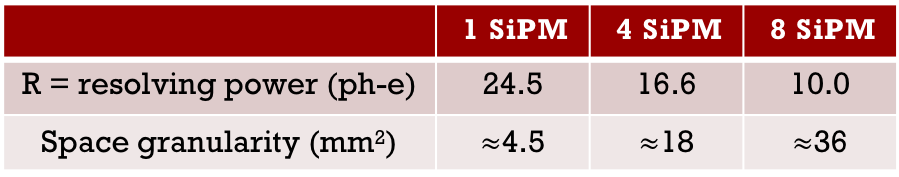 1 SiPM 4 SiPM 8 SiPM
R = resolving power (ph-e) 24.5 16.6 10.0
Space granularity (mm²) ≈4.5 ≈18 ≈36